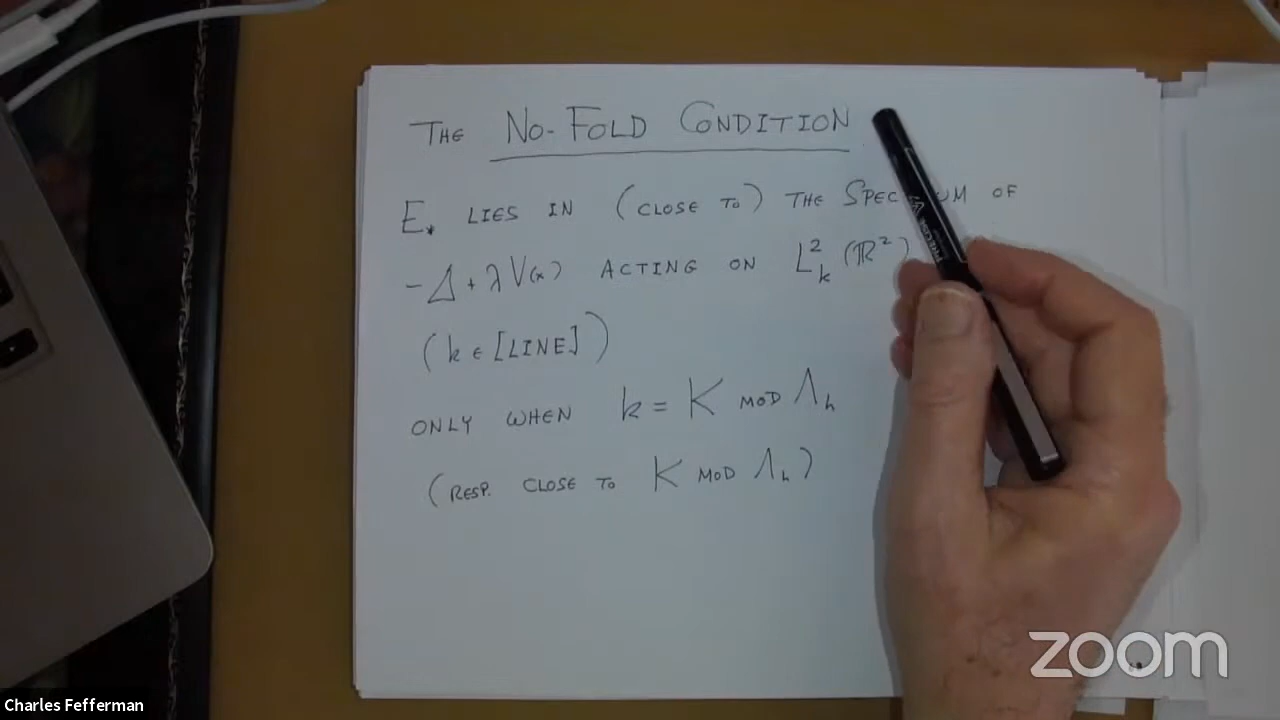 THE NO-FOLD CONDITION
E* LIES IN (CLOSE TO) THE SPECTRUM OF
-Δ + λV(x) ACTING ON L²ₖ(ℝ²)
(k ∈ [LINE])
ONLY WHEN k = K MOD Λₕ
(RESP. CLOSE TO K MOD Λₕ)
zoom
Charles Fefferman